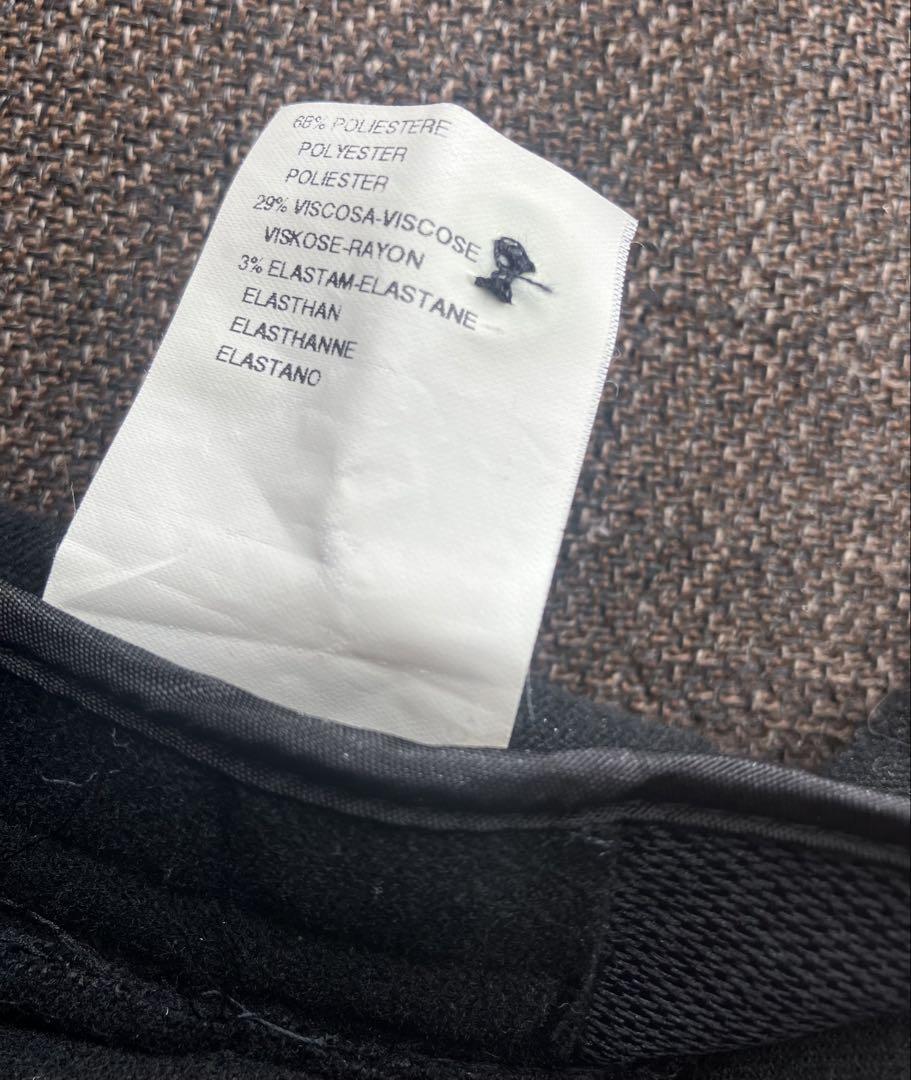 68% POLIESTERE
POLYESTER
POLIESTER
29% VISCOSA-VISCOSE
VISKOSE-RAYON
3% ELASTAM-ELASTANE
ELASTHAN
ELASTHANNE
ELASTANO